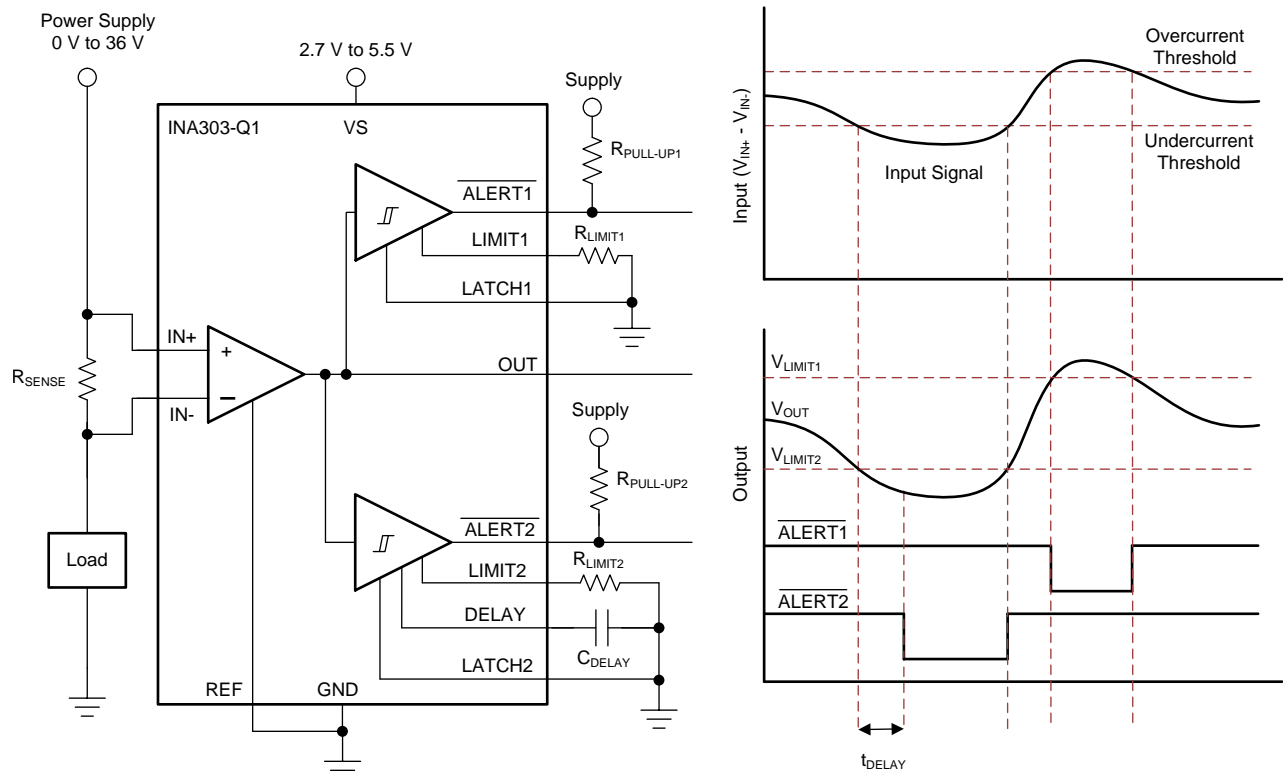 Power Supply
0 V to 36 V
2.7 V to 5.5 V
Supply
INA303-Q1
VS
RPULL-UP1
ALERT1
LIMIT1
RLIMIT1
LATCH1
IN+
+
RSENSE
OUT
−
IN-
Supply
RPULL-UP2
ALERT2
Load
RLIMIT2
LIMIT2
DELAY
CDELAY
LATCH2
REF
GND
Input (VIN+ - VIN-)
Overcurrent
Threshold
Undercurrent
Threshold
Input Signal
Output
VLIMIT1
VOUT
VLIMIT2
ALERT1
ALERT2
tDELAY